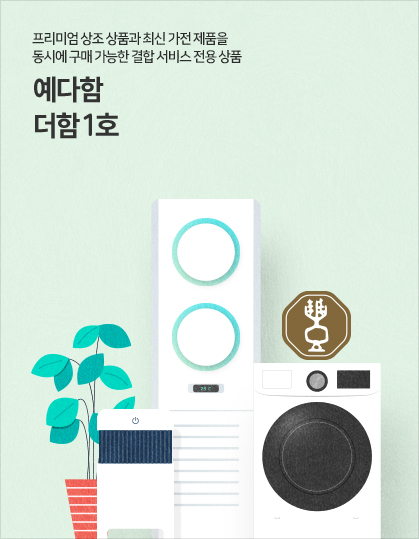 프리미엄 상조 상품과 최신 가전 제품을
동시에 구매 가능한 결합 서비스 전용 상품
예다함
더함 1호